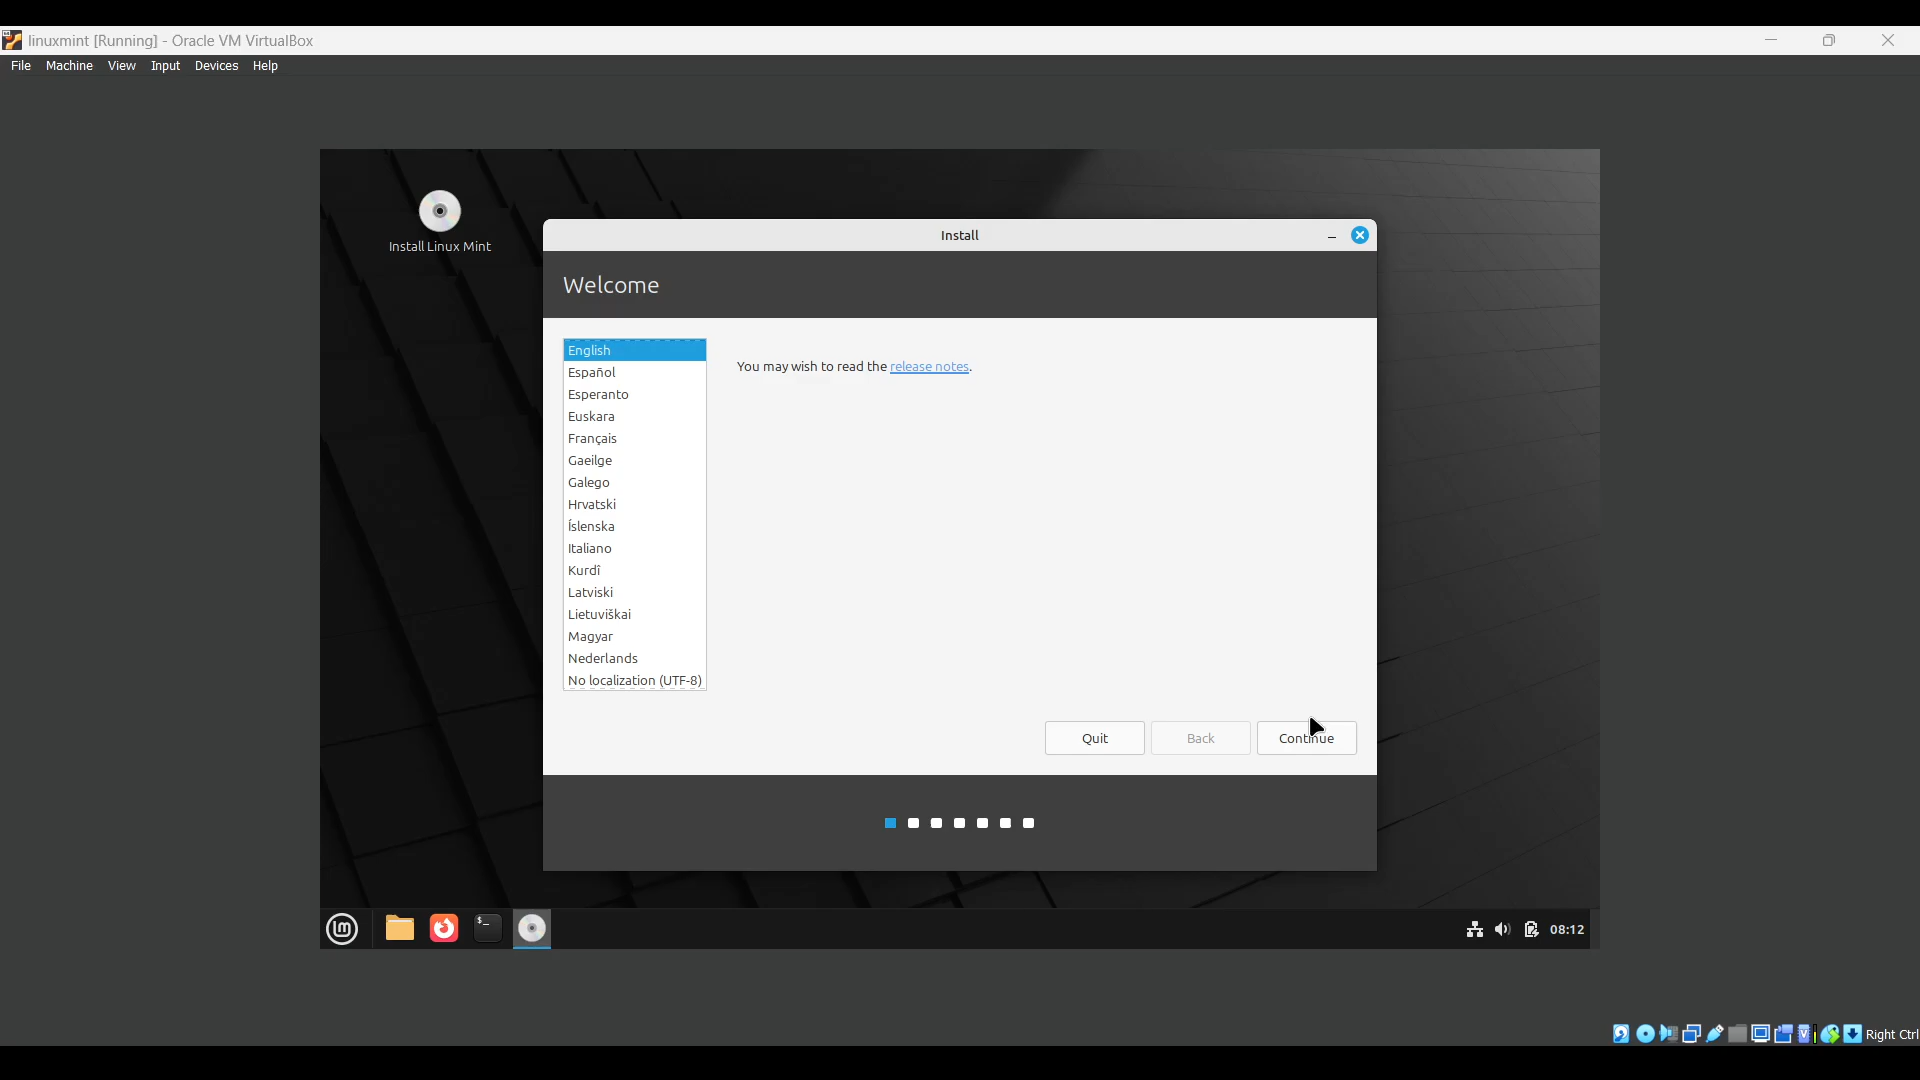 linuxmint [Running] - Oracle VM VirtualBox
File Machine View Input Devices Help
Install Linux Mint
Install
Welcome
English
Español
Esperanto
Euskara
Français
Gaeilge
Galego
Hrvatski
Íslenska
Italiano
Kurdî
Latviski
Lietuviškai
Magyar
Nederlands
No localization (UTF-8)
You may wish to read the release notes.
Quit Back Continue
08:12
Right Ctrl